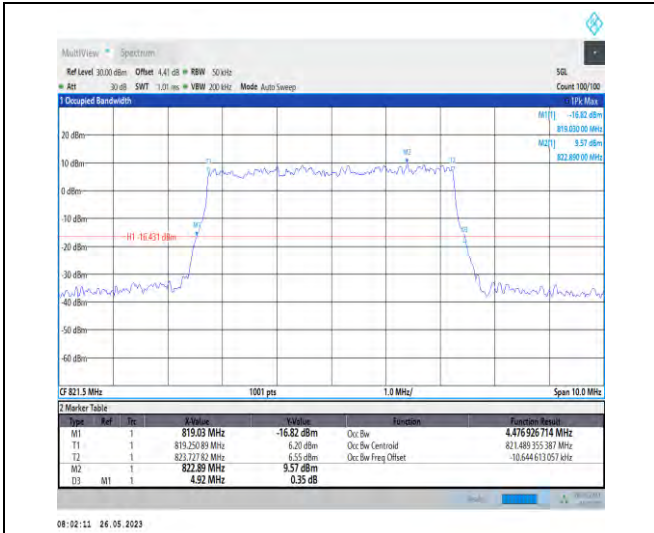 MultiView Spectrum
Ref Level 30.00 dBm Offset 4.41 dB RBW 50 kHz SGL
Att 30 dB SWT 1.01 ms VBW 200 kHz Mode Auto Sweep Count 100/100
1 Occupied Bandwidth 1Pk Max
M1[1] -16.82 dBm
819.030 00 MHz
M2[1] 9.57 dBm
822.890 00 MHz
20 dBm
10 dBm
0 dBm
-10 dBm
-20 dBm
-30 dBm
-40 dBm
-50 dBm
-60 dBm
T1
M2
T2
M1
D3
H1 -16.431 dBm
CF 821.5 MHz 1001 pts 1.0 MHz/ Span 10.0 MHz
2 Marker Table
Type Ref Trc X-Value Y-Value Function Function Result
M1 1 819.03 MHz -16.82 dBm Occ Bw 4.476 926 714 MHz
T1 1 819.250 89 MHz 6.20 dBm Occ Bw Centroid 821.489 355 387 MHz
T2 1 823.727 82 MHz 6.55 dBm Occ Bw Freq Offset -10.644 613 057 kHz
M2 1 822.89 MHz 9.57 dBm
D3 M1 1 4.92 MHz 0.35 dB
08:02:11 26.05.2023